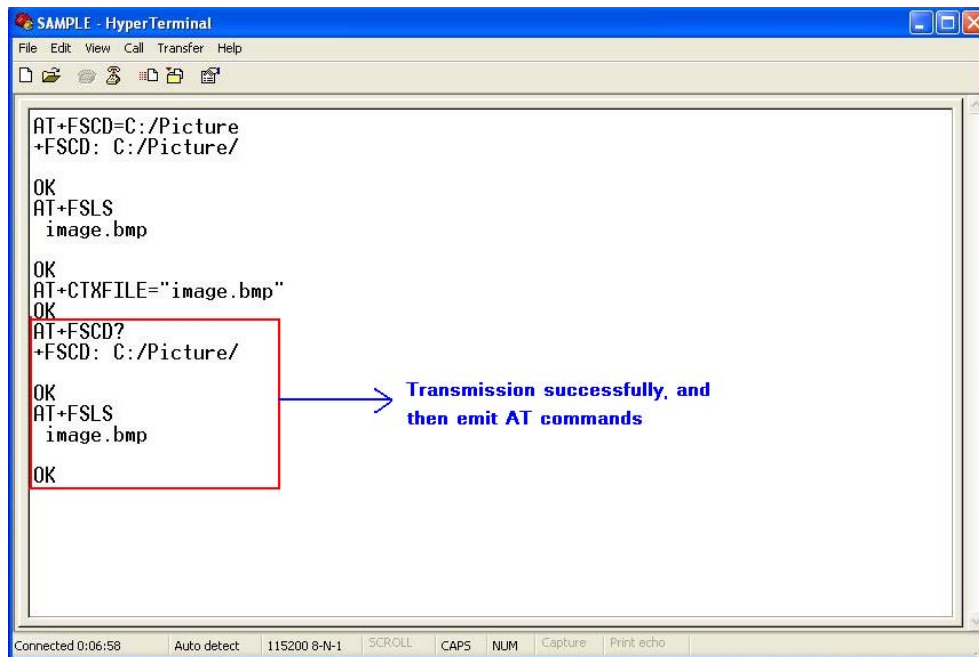 SAMPLE - HyperTerminal
File Edit View Call Transfer Help
AT+FSCD=C:/Picture
+FSCD: C:/Picture/
OK
AT+FSLS
image.bmp
OK
AT+CTXFILE="image.bmp"
OK
AT+FSCD?
+FSCD: C:/Picture/
OK
AT+FSLS
image.bmp
OK
Transmission successfully, and
then emit AT commands
Connected 0:06:58 Auto detect 115200 8-N-1 SCROLL CAPS NUM Capture Print echo